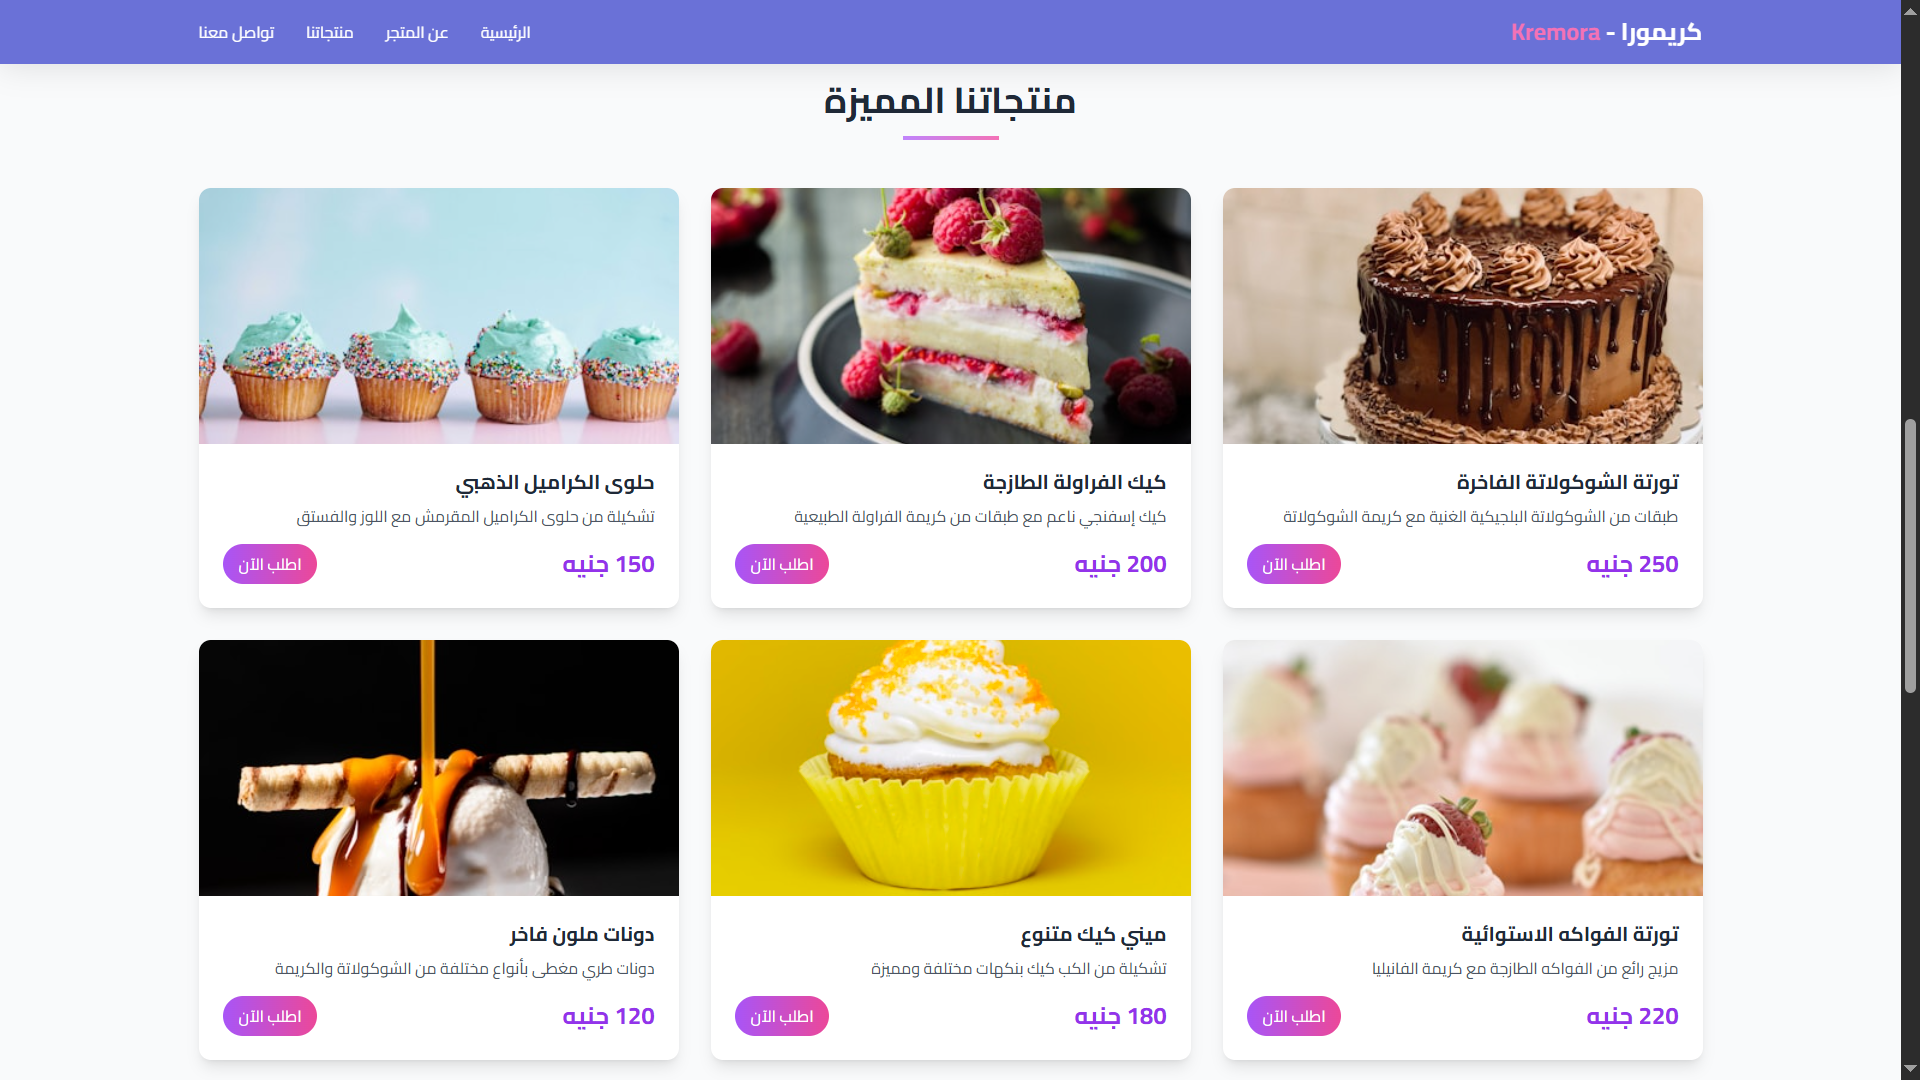 كريمورا - Kremora
الرئيسية
عن المتجر
منتجاتنا
تواصل معنا
منتجاتنا المميزة
تورتة الشوكولاتة الفاخرة
طبقات من الشوكولاتة البلجيكية الغنية مع كريمة الشوكولاتة
250 جنيه
اطلب الآن
كيك الفراولة الطازجة
كيك إسفنجي ناعم مع طبقات من كريمة الفراولة الطبيعية
200 جنيه
اطلب الآن
حلوى الكراميل الذهبي
تشكيلة من حلوى الكراميل المقرمش مع اللوز والفستق
150 جنيه
اطلب الآن
تورتة الفواكه الاستوائية
مزيج رائع من الفواكه الطازجة مع كريمة الفانيليا
220 جنيه
اطلب الآن
ميني كيك متنوع
تشكيلة من الكب كيك بنكهات مختلفة ومميزة
180 جنيه
اطلب الآن
دونات ملون فاخر
دونات طري مغطى بأنواع مختلفة من الشوكولاتة والكريمة
120 جنيه
اطلب الآن